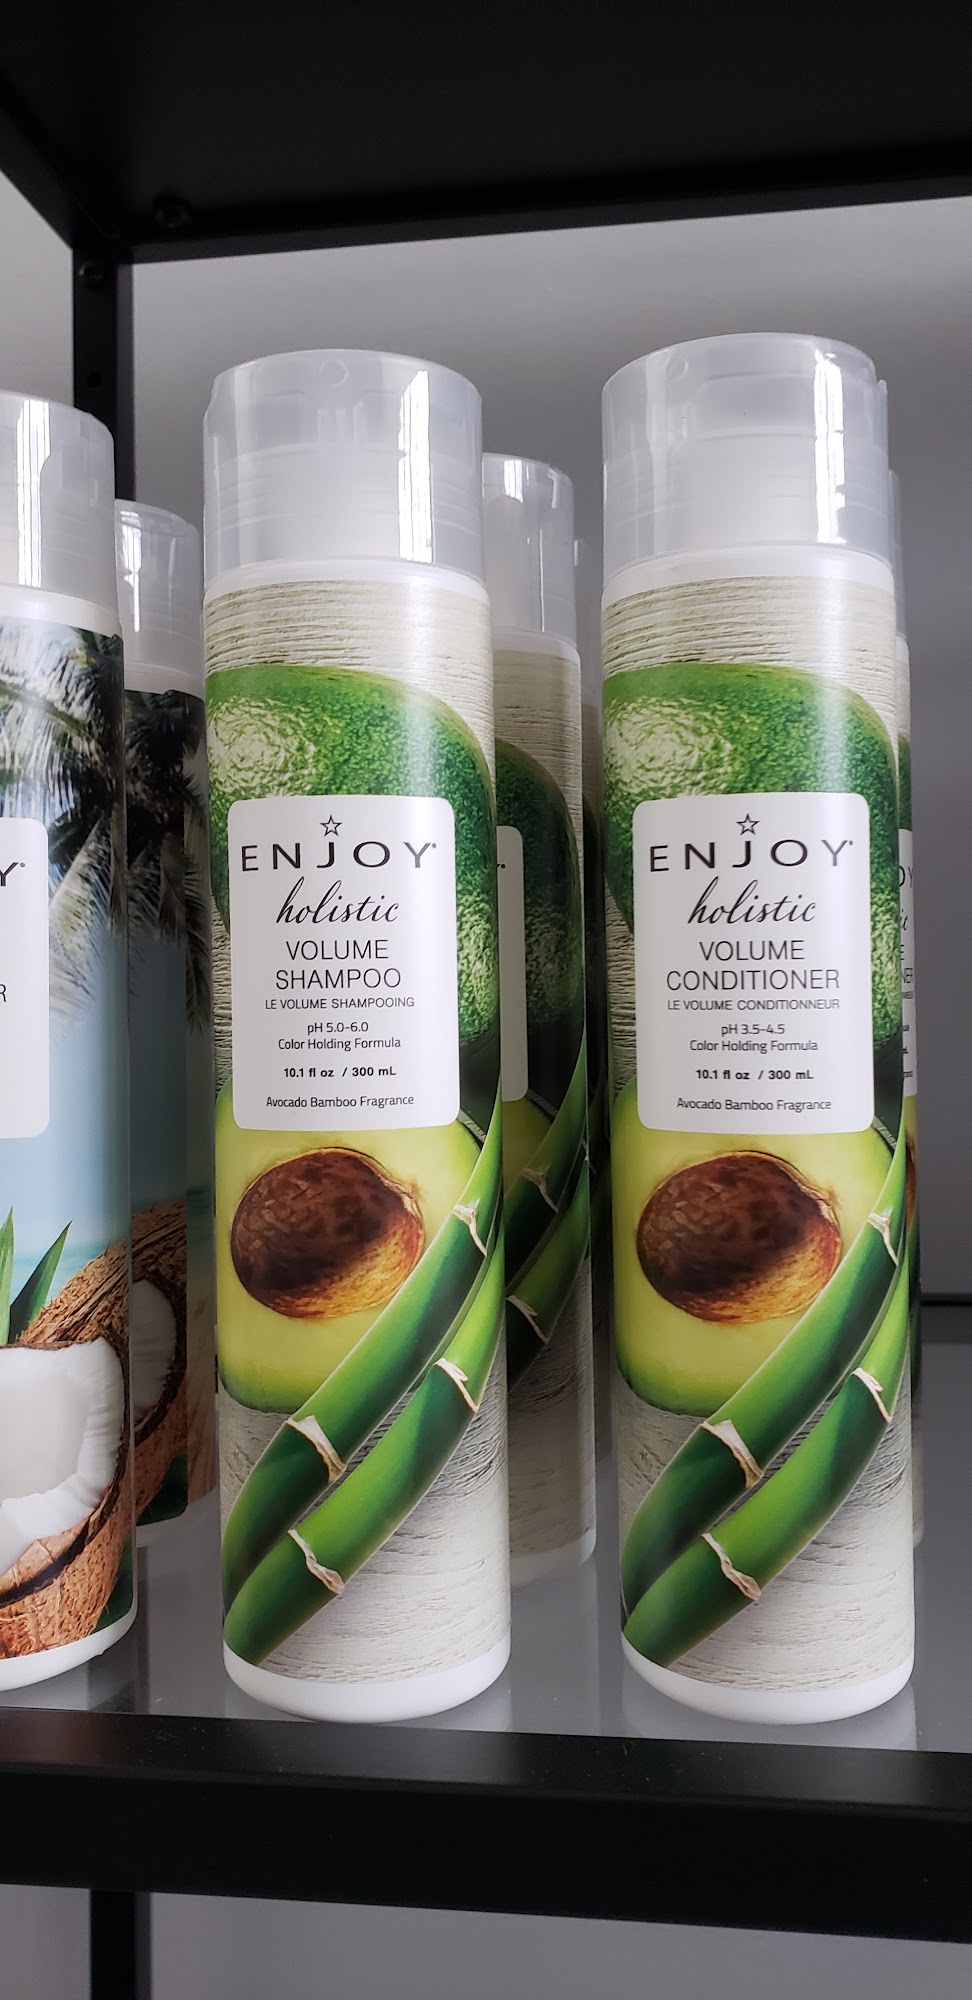 ENJOY
holistic
VOLUME
SHAMPOO
LE VOLUME SHAMPOOING
pH 5.0-6.0
Color Holding Formula
10.1 fl oz / 300 mL
Avocado Bamboo Fragrance
ENJOY
holistic
VOLUME
CONDITIONER
LE VOLUME CONDITIONNEUR
pH 3.5-4.5
Color Holding Formula
10.1 fl oz / 300 mL
Avocado Bamboo Fragrance